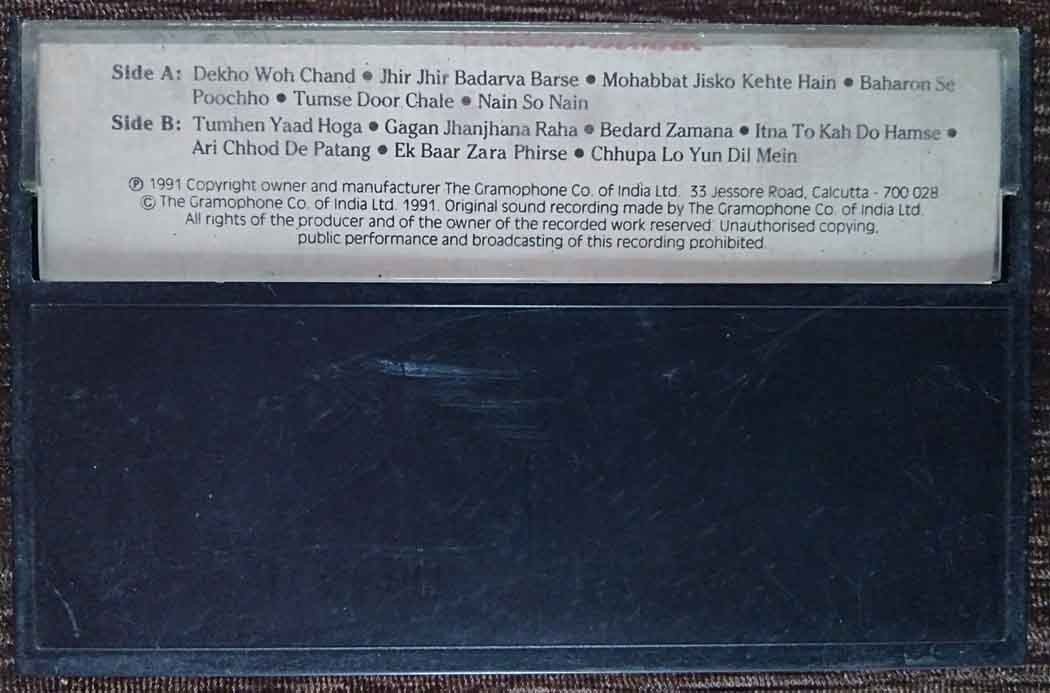 Side A: Dekho Woh Chand ● Jhir Jhir Badarva Barse ● Mohabbat Jisko Kehte Hain ● Baharon Se
Poochho ● Tumse Door Chale ● Nain So Nain
Side B: Tumhen Yaad Hoga ● Gagan Jhanjhana Raha ● Bedard Zamana ● Itna To Kah Do Hamse ●
Ari Chhod De Patang ● Ek Baar Zara Phirse ● Chhupa Lo Yun Dil Mein
℗ 1991 Copyright owner and manufacturer The Gramophone Co. of India Ltd. 33 Jessore Road, Calcutta - 700 028
© The Gramophone Co. of India Ltd. 1991. Original sound recording made by The Gramophone Co. of India Ltd.
All rights of the producer and of the owner of the recorded work reserved. Unauthorised copying,
public performance and broadcasting of this recording prohibited.